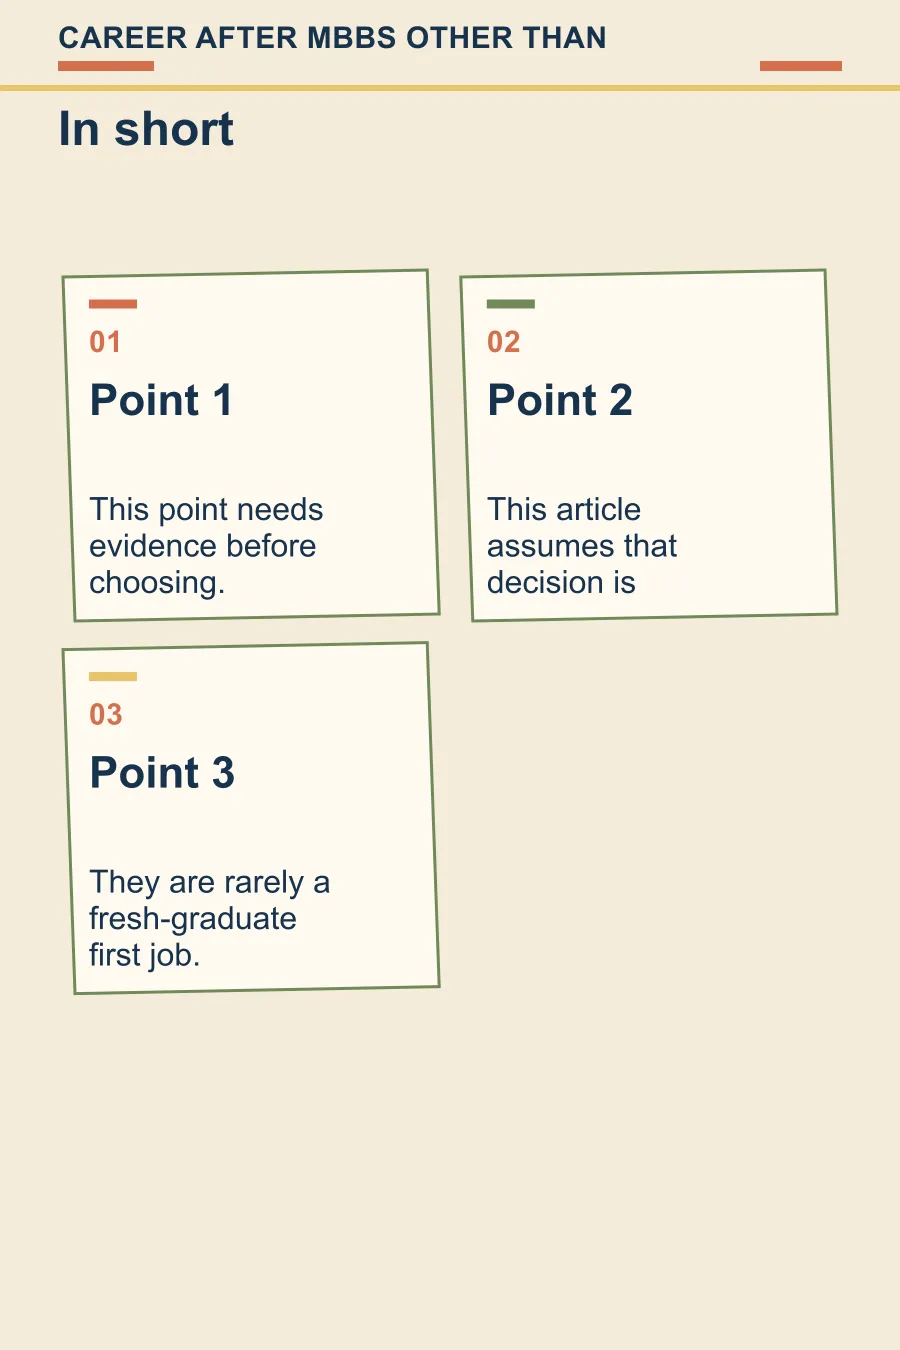 CAREER AFTER MBBS OTHER THAN
In short
01
Point 1
This point needs
evidence before
choosing.
02
Point 2
This article
assumes that
decision is
03
Point 3
They are rarely a
fresh-graduate
first job.